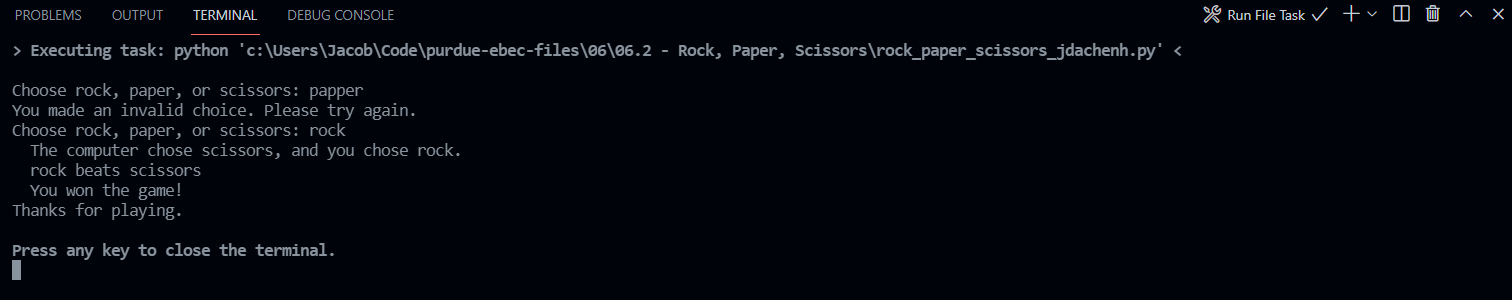 PROBLEMS OUTPUT TERMINAL DEBUG CONSOLE Run File Task
> Executing task: python 'c:\Users\Jacob\Code\purdue-ebec-files\06\06.2 - Rock, Paper, Scissors\rock_paper_scissors_jdachenh.py' <
Choose rock, paper, or scissors: papper
You made an invalid choice. Please try again.
Choose rock, paper, or scissors: rock
  The computer chose scissors, and you chose rock.
  rock beats scissors
  You won the game!
Thanks for playing.
Press any key to close the terminal.